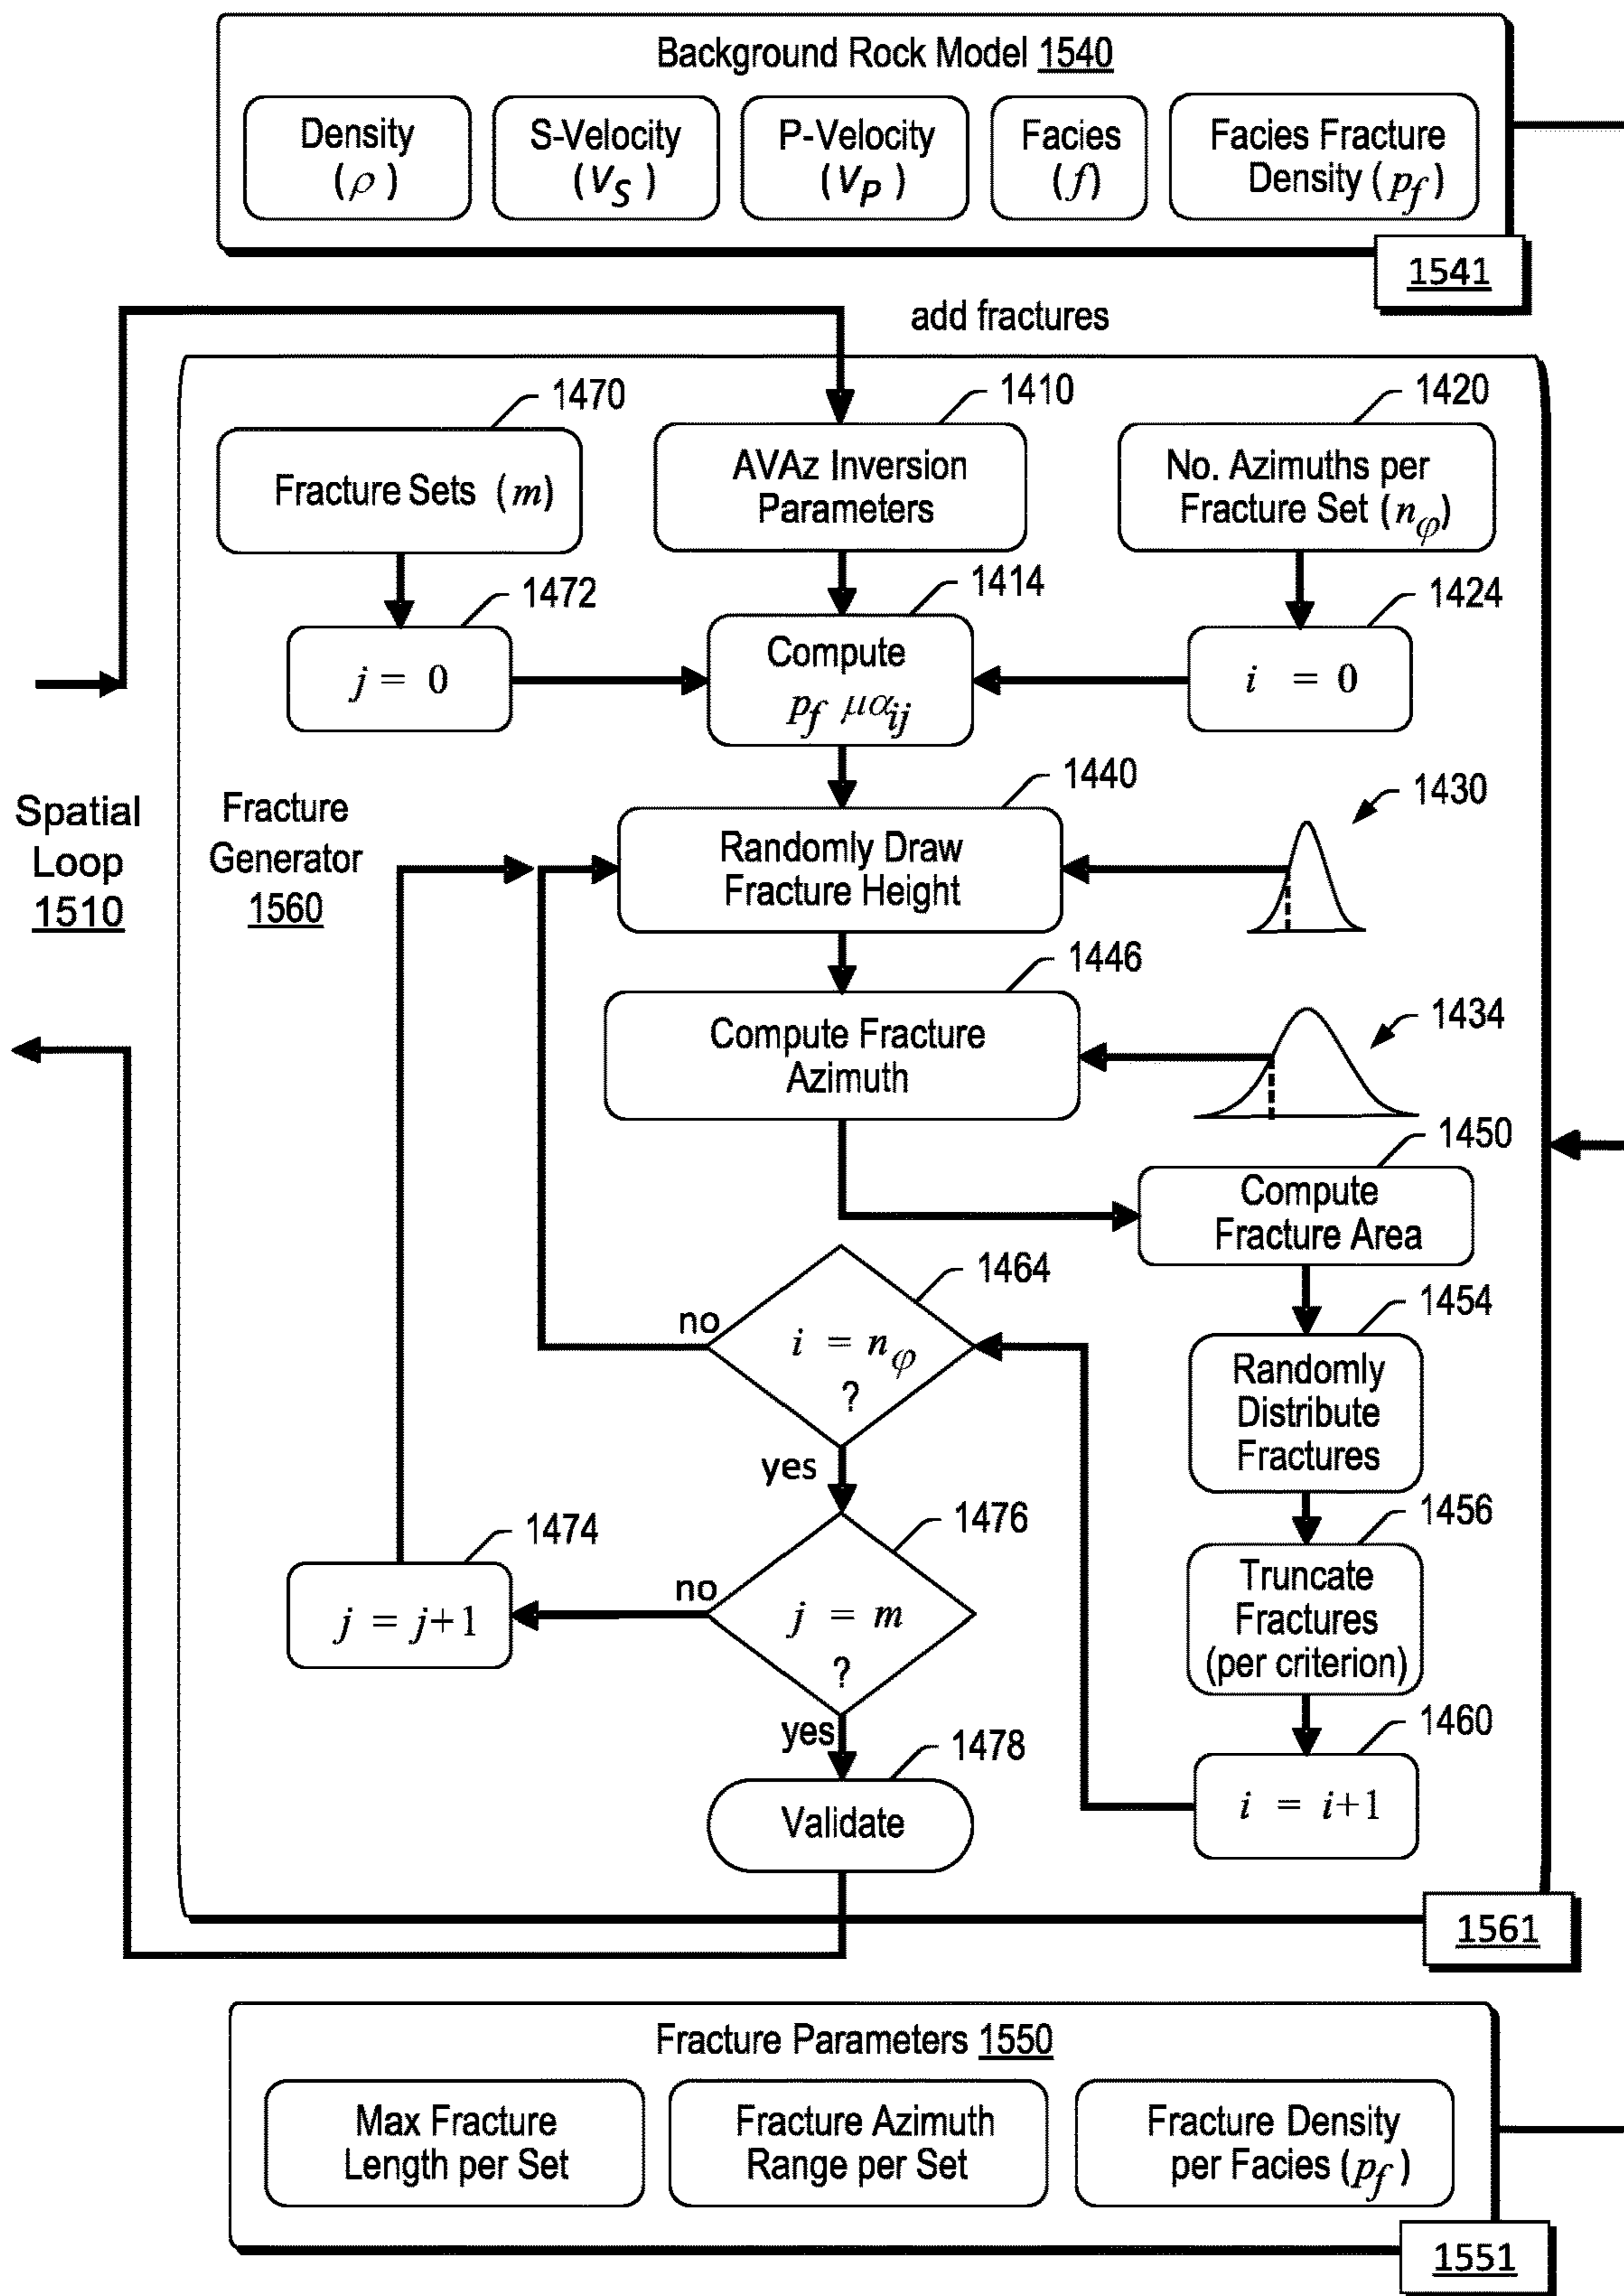 Background Rock Model 1540
Density
(ρ)
S-Velocity
(V_S)
P-Velocity
(V_P)
Facies
(f)
Facies Fracture
Density (p_f)
1541
add fractures
1470
1410
1420
Fracture Sets (m)
AVAz Inversion
Parameters
No. Azimuths per
Fracture Set (n_φ)
1472
1414
1424
j = 0
Compute
p_f μα_ij
i = 0
Spatial
Loop
1510
Fracture
Generator
1560
1440
1430
Randomly Draw
Fracture Height
1446
1434
Compute Fracture
Azimuth
1450
Compute
Fracture Area
1464
1454
no
i = n_φ
?
Randomly
Distribute
Fractures
yes
1474
1476
1456
j = j+1
no
j = m
?
Truncate
Fractures
(per criterion)
yes
1478
1460
Validate
i = i+1
1561
Fracture Parameters 1550
Max Fracture
Length per Set
Fracture Azimuth
Range per Set
Fracture Density
per Facies (p_f)
1551